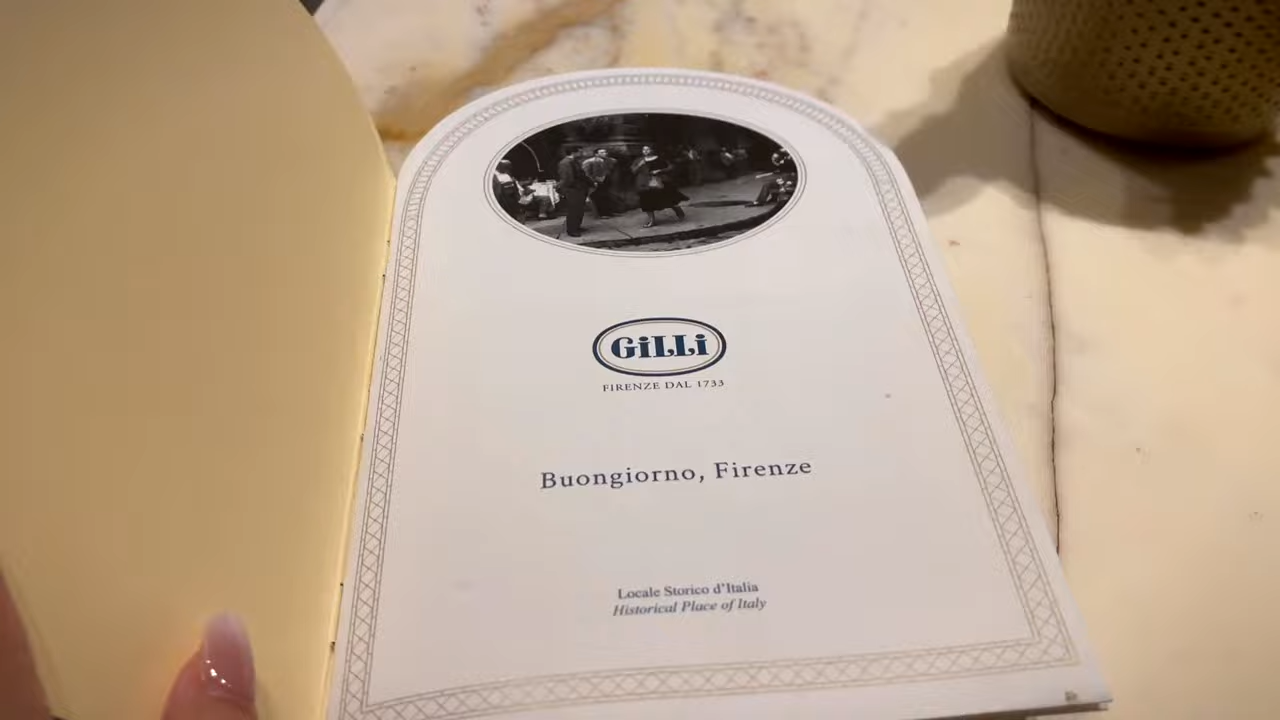 GiLLi
FIRENZE DAL 1733
Buongiorno, Firenze
Locale Storico d'Italia
Historical Place of Italy